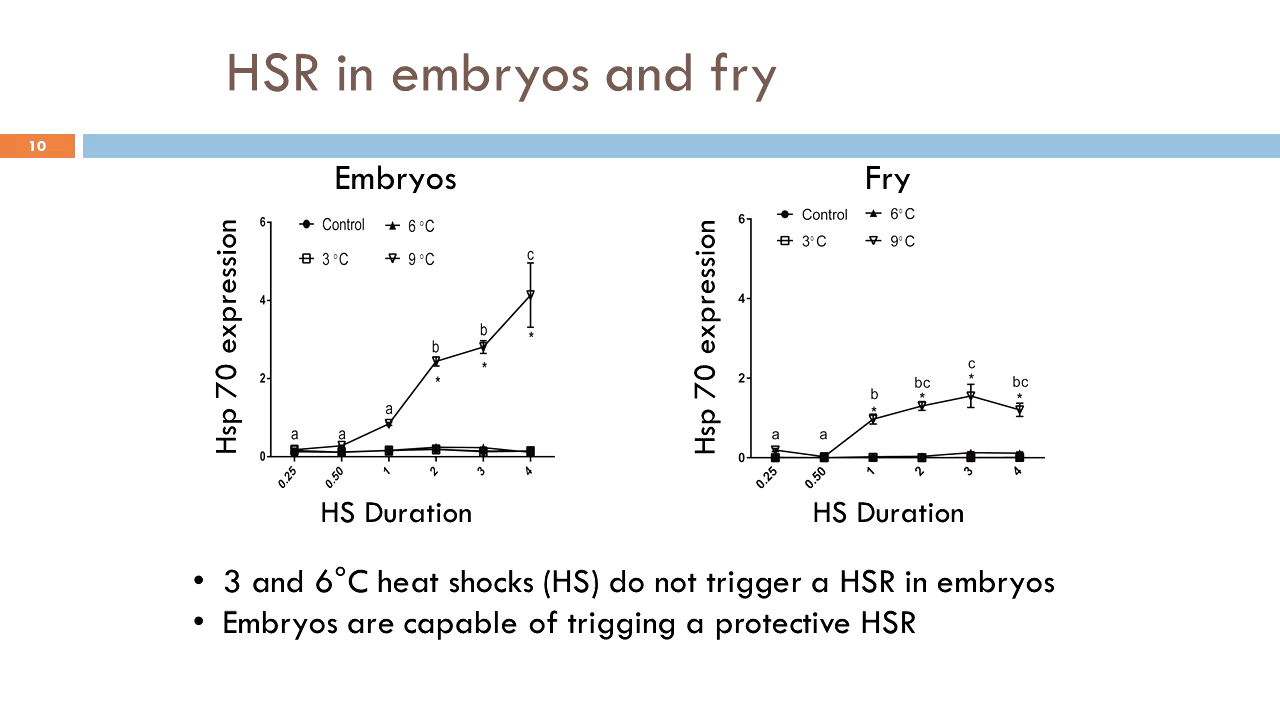 HSR in embryos and fry
10
Embryos
Hsp 70 expression
6
4
2
0
Control
6 °C
3 °C
9 °C
a
a
a
b
*
b
*
c
*
0.25
0.50
1
2
3
4
HS Duration
Fry
Hsp 70 expression
6
4
2
0
Control
6°C
3°C
9°C
a
a
b
*
bc
*
c
*
bc
*
0.25
0.50
1
2
3
4
HS Duration
• 3 and 6°C heat shocks (HS) do not trigger a HSR in embryos
• Embryos are capable of trigging a protective HSR